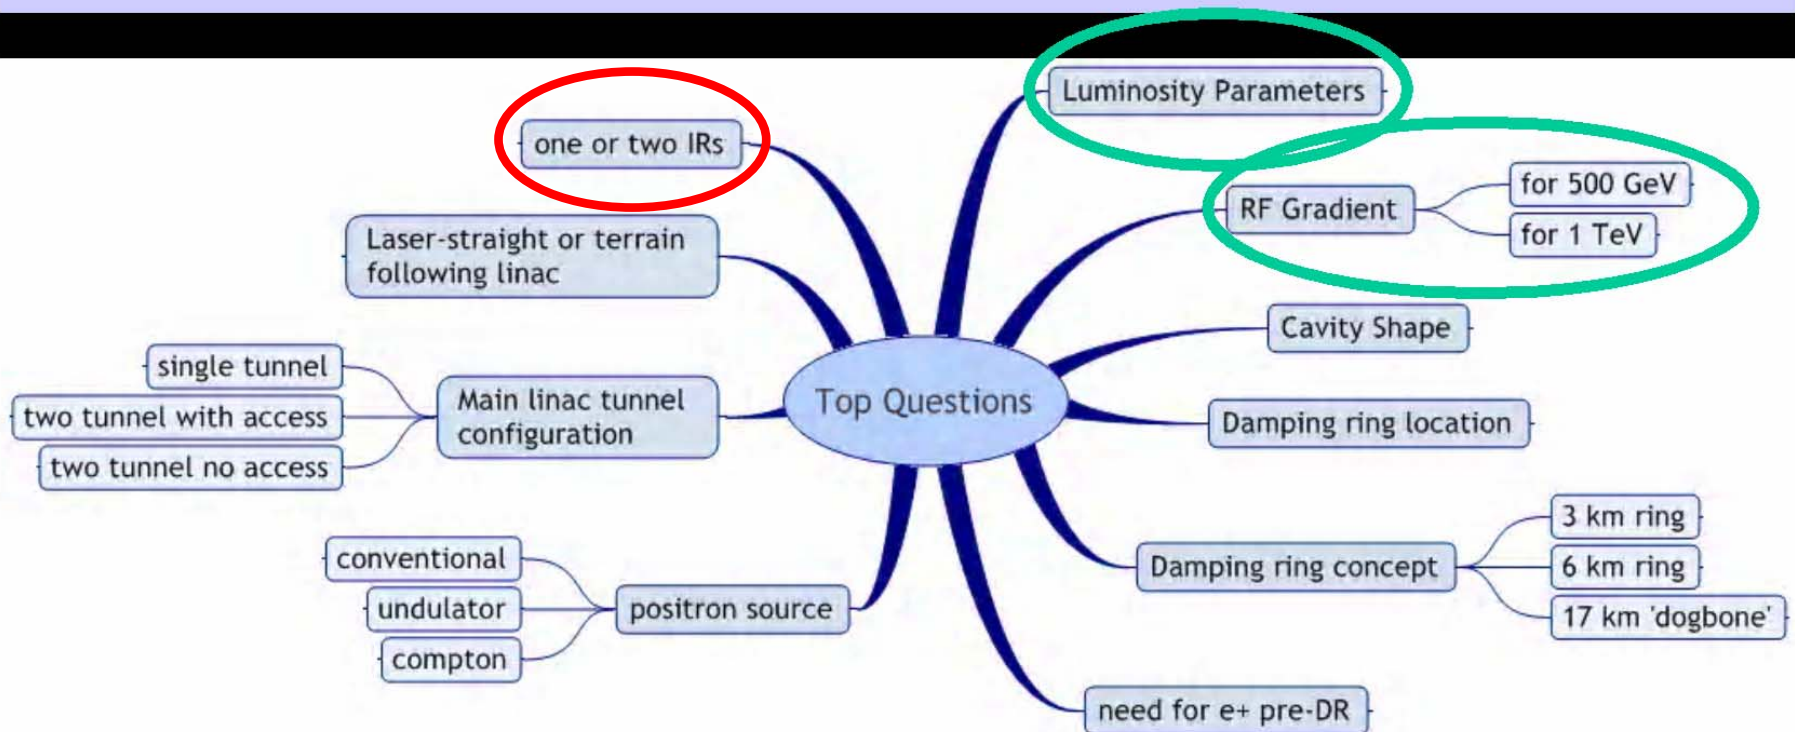 Luminosity Parameters
one or two IRs
for 500 GeV
RF Gradient
for 1 TeV
Laser-straight or terrain
following linac
Cavity Shape
single tunnel
two tunnel with access
two tunnel no access
Main linac tunnel
configuration
Top Questions
Damping ring location
3 km ring
Damping ring concept
6 km ring
17 km 'dogbone'
conventional
undulator
compton
positron source
need for e+ pre-DR